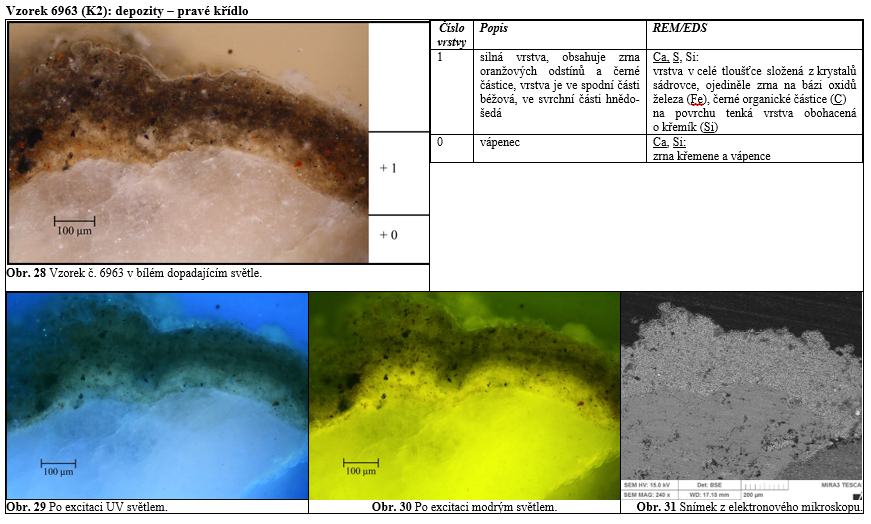 Vzorek 6963 (K2): depozity – pravé křídlo
Číslo vrstvy
Popis
REM/EDS
1
silná vrstva, obsahuje zrna
oranžových odstínů a černé
částice, vrstva je ve spodní části
béžová, ve svrchní části hnědo-
šedá
Ca, S, Si:
vrstva v celé tloušťce složená z krystalů
sádrovce, ojediněle zrna na bázi oxidů
železa (Fe), černé organické částice (C)
na povrchu tenká vrstva obohacená
o křemík (Si)
0
vápenec
Ca, Si:
zrna křemene a vápence
+ 1
+ 0
100 µm
Obr. 28 Vzorek č. 6963 v bílém dopadajícím světle.
100 µm
100 µm
SEM HV: 15.0 kV
Det: BSE
MIRA3 TESCA
SEM MAG: 240 x
WD: 17.18 mm
200 µm
Obr. 29 Po excitaci UV světlem.
Obr. 30 Po excitaci modrým světlem.
Obr. 31 Snímek z elektronového mikroskopu.